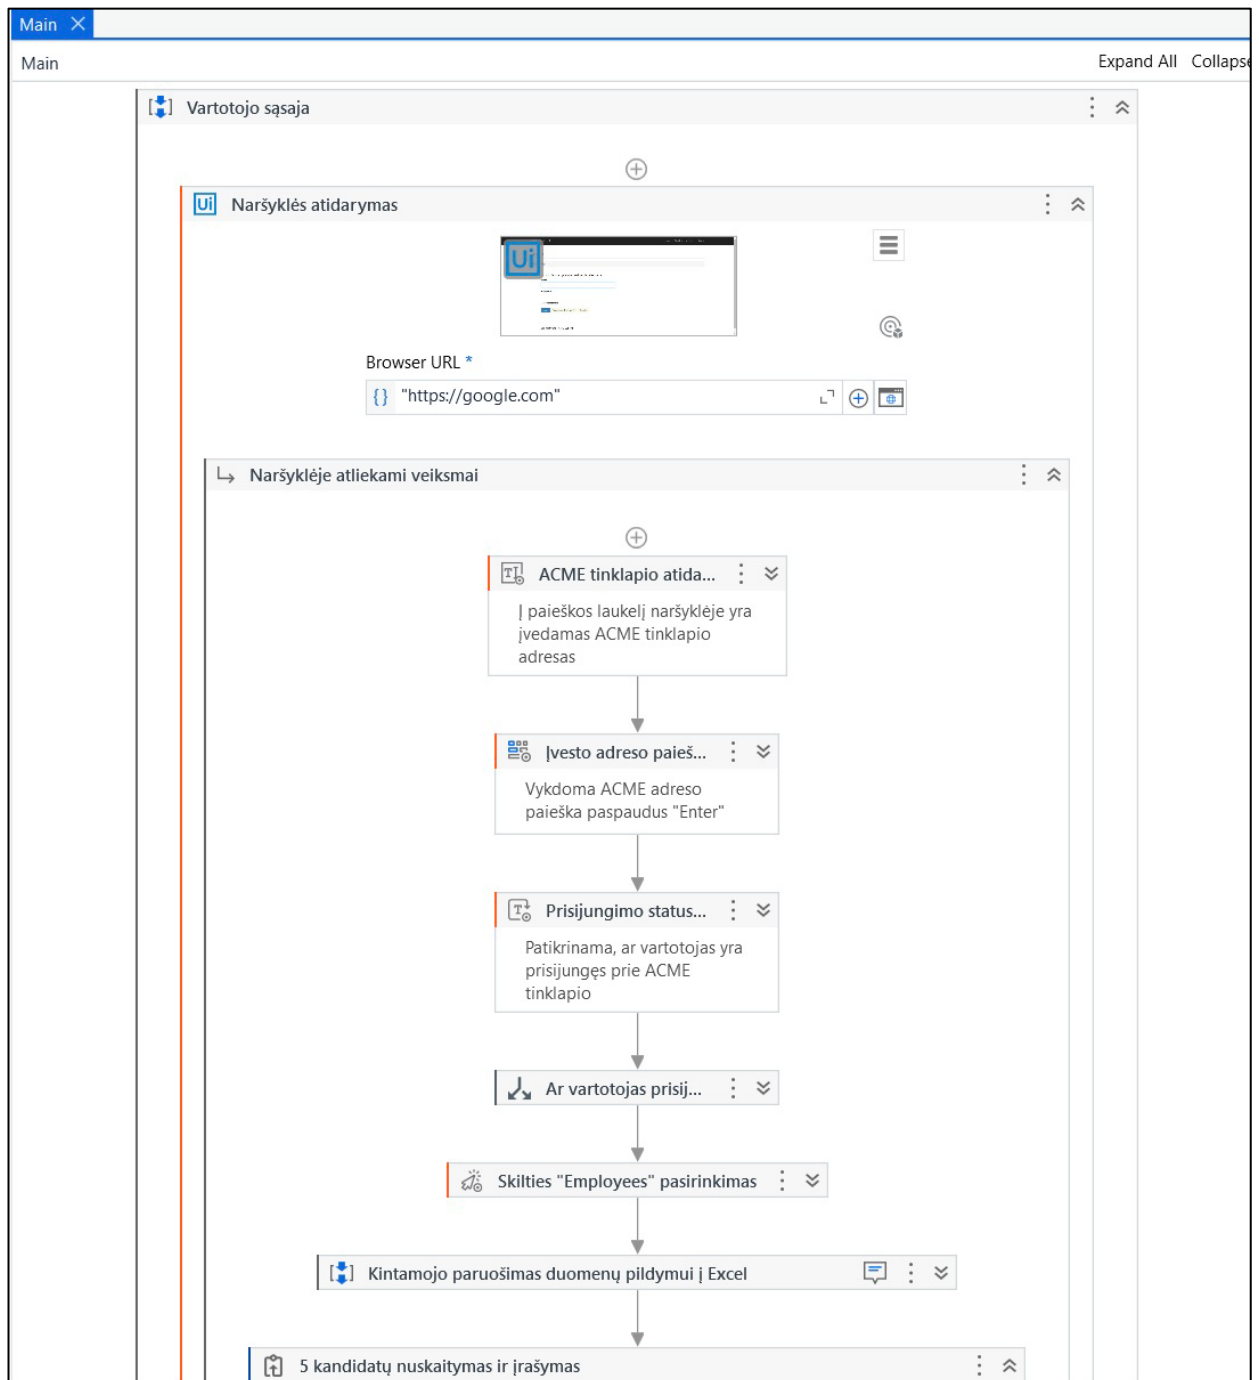 Main
Main
Expand All Collapse
Vartotojo sąsaja
Ui Naršyklės atidarymas
Ui
Browser URL *
{} "https://google.com"
Naršyklėje atliekami veiksmai
ACME tinklapio atida...
Į paieškos laukelį naršyklėje yra
įvedamas ACME tinklapio
adresas
Įvesto adreso paieš...
Vykdoma ACME adreso
paieška paspaudus "Enter"
Prisijungimo status...
Patikrinama, ar vartotojas yra
prisijungęs prie ACME
tinklapio
Ar vartotojas prisij...
Skilties "Employees" pasirinkimas
Kintamojo paruošimas duomenų pildymui į Excel
5 kandidatų nuskaitymas ir įrašymas